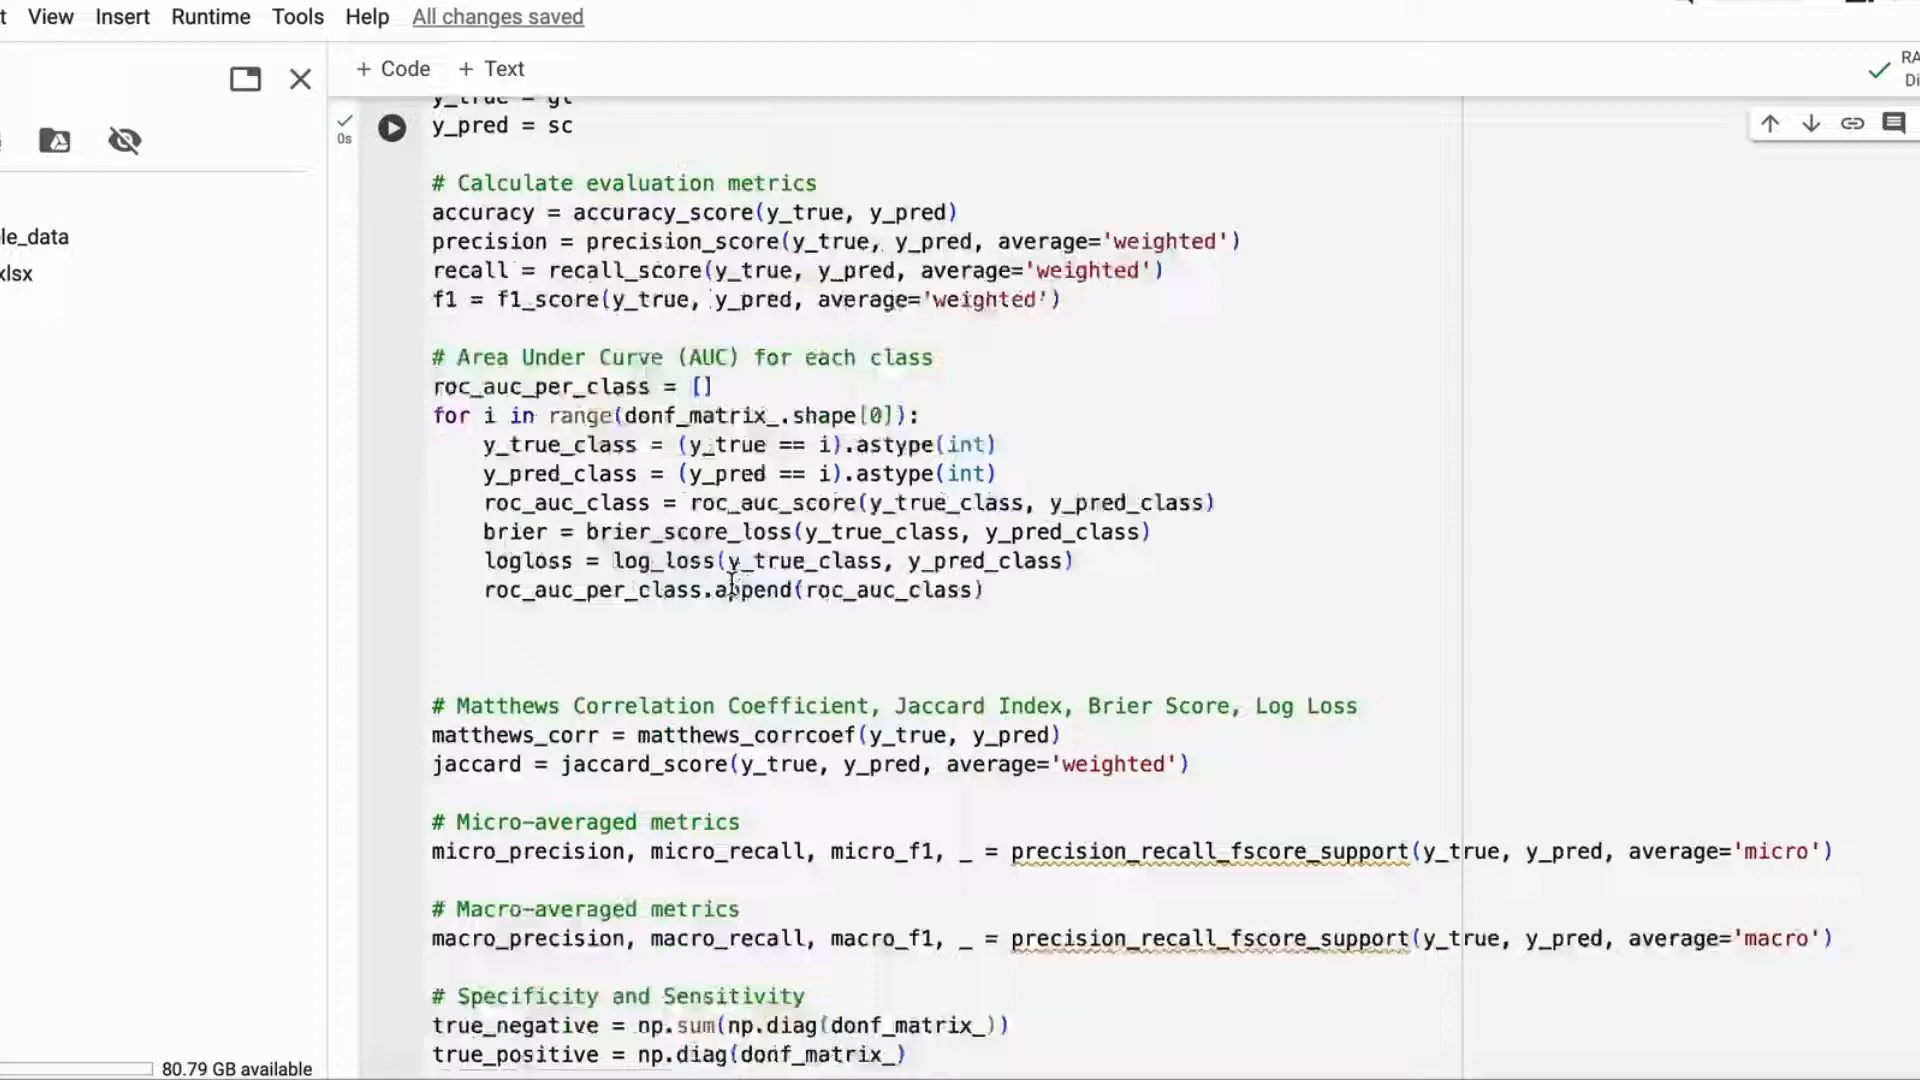 View Insert Runtime Tools Help All changes saved
+ Code + Text
RA
Di
le_data
xlsx
80.79 GB available
0s
y_true = gt
y_pred = sc
# Calculate evaluation metrics
accuracy = accuracy_score(y_true, y_pred)
precision = precision_score(y_true, y_pred, average='weighted')
recall = recall_score(y_true, y_pred, average='weighted')
f1 = f1_score(y_true, y_pred, average='weighted')
# Area Under Curve (AUC) for each class
roc_auc_per_class = []
for i in range(donf_matrix_.shape[0]):
y_true_class = (y_true == i).astype(int)
y_pred_class = (y_pred == i).astype(int)
roc_auc_class = roc_auc_score(y_true_class, y_pred_class)
brier = brier_score_loss(y_true_class, y_pred_class)
logloss = log_loss(y_true_class, y_pred_class)
roc_auc_per_class.append(roc_auc_class)
# Matthews Correlation Coefficient, Jaccard Index, Brier Score, Log Loss
matthews_corr = matthews_corrcoef(y_true, y_pred)
jaccard = jaccard_score(y_true, y_pred, average='weighted')
# Micro-averaged metrics
micro_precision, micro_recall, micro_f1, _ = precision_recall_fscore_support(y_true, y_pred, average='micro')
# Macro-averaged metrics
macro_precision, macro_recall, macro_f1, _ = precision_recall_fscore_support(y_true, y_pred, average='macro')
# Specificity and Sensitivity
true_negative = np.sum(np.diag(donf_matrix_))
true_positive = np.diag(donf_matrix_)